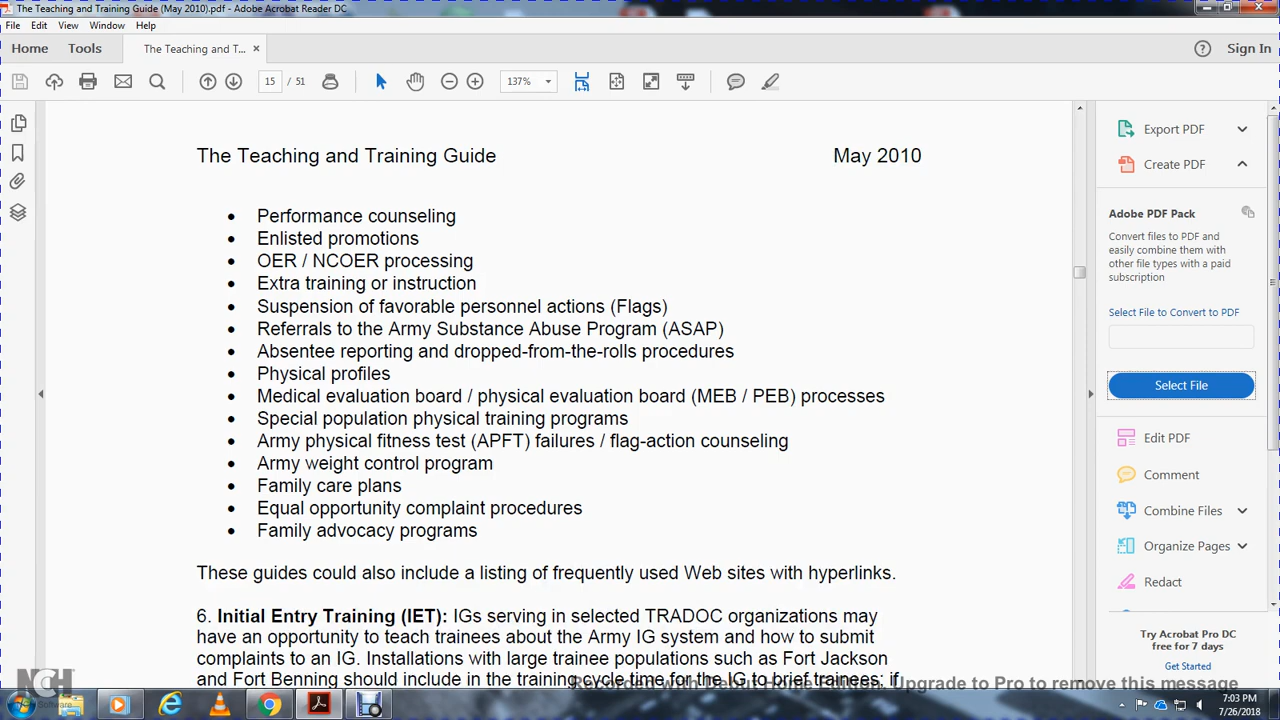 The Teaching and Training Guide (May 2010).pdf - Adobe Acrobat Reader DC
File Edit View Window Help
Home Tools The Teaching and T... × Sign In
15 / 51 137%
The Teaching and Training Guide May 2010
• Performance counseling
• Enlisted promotions
• OER / NCOER processing
• Extra training or instruction
• Suspension of favorable personnel actions (Flags)
• Referrals to the Army Substance Abuse Program (ASAP)
• Absentee reporting and dropped-from-the-rolls procedures
• Physical profiles
• Medical evaluation board / physical evaluation board (MEB / PEB) processes
• Special population physical training programs
• Army physical fitness test (APFT) failures / flag-action counseling
• Army weight control program
• Family care plans
• Equal opportunity complaint procedures
• Family advocacy programs
These guides could also include a listing of frequently used Web sites with hyperlinks.
6. Initial Entry Training (IET): IGs serving in selected TRADOC organizations may
have an opportunity to teach trainees about the Army IG system and how to submit
complaints to an IG. Installations with large trainee populations such as Fort Jackson
and Fort Benning should include in the training cycle time for the IG to brief trainees; if
Export PDF
Create PDF
Adobe PDF Pack
Convert files to PDF and
easily combine them with
other file types with a paid
subscription
Select File to Convert to PDF
Select File
Edit PDF
Comment
Combine Files
Organize Pages
Redact
Try Acrobat Pro DC
free for 7 days
Get Started
NCH
Software
Upgrade to Pro to remove this message
7:03 PM
7/26/2018